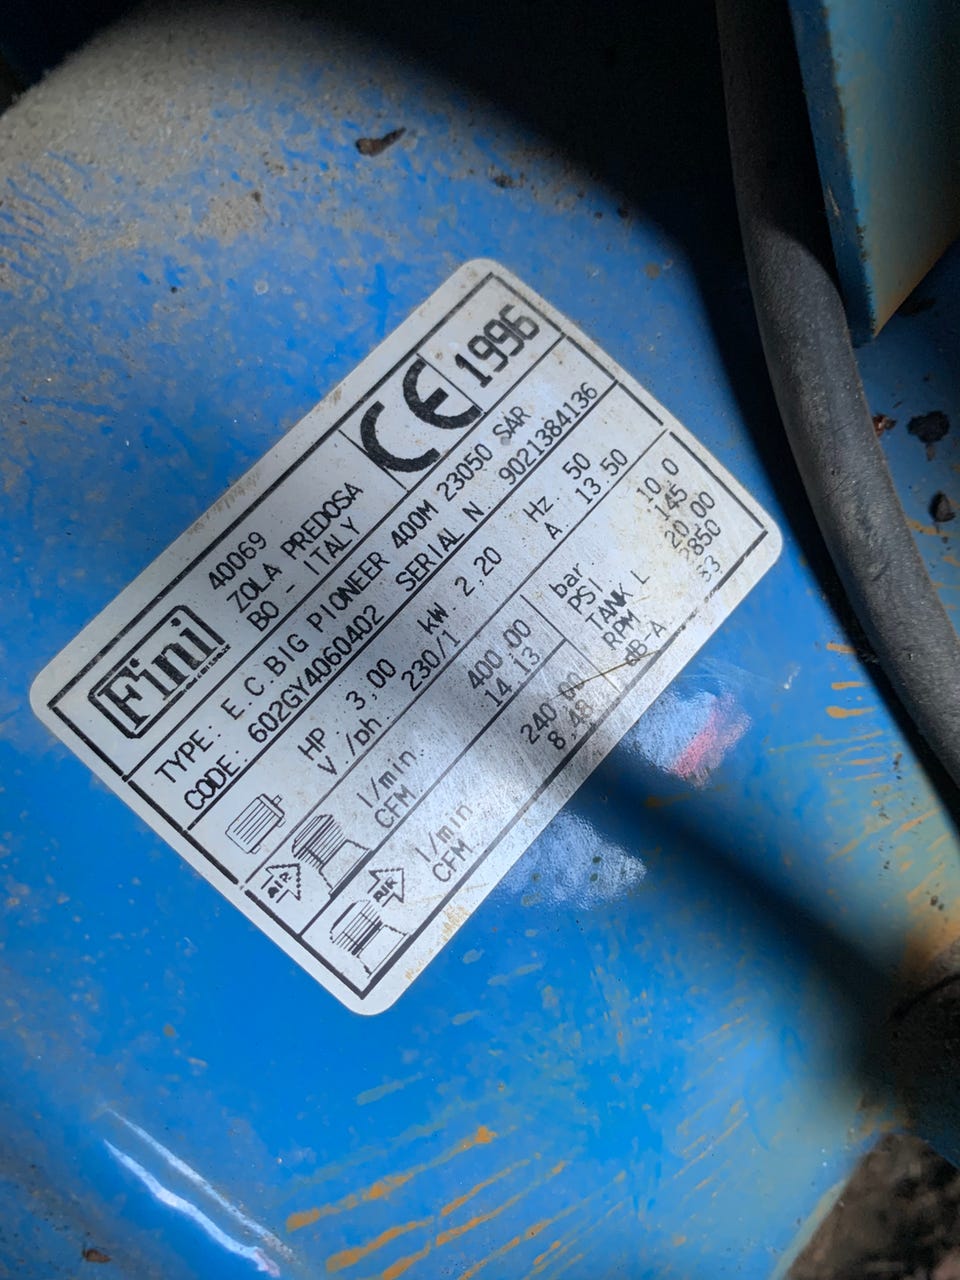 Fini
40069
ZOLA PREDOSA
BO - ITALY
CE 1996
TYPE: E.C.BIG PIONEER 400M 23050 SAR
CODE. 602GY4060402 SERIAL N 9021384136
HP 3,00 kW. 2,20 Hz. 50
V./ph. 230/1 A. 13.50
AIR l/min. 400.00 bar. 10 0
CFM 14 13 PSI 145
TANK L 20 00
AIR l/min 240.00 RPM 2850
CFM 8,48 dB-A